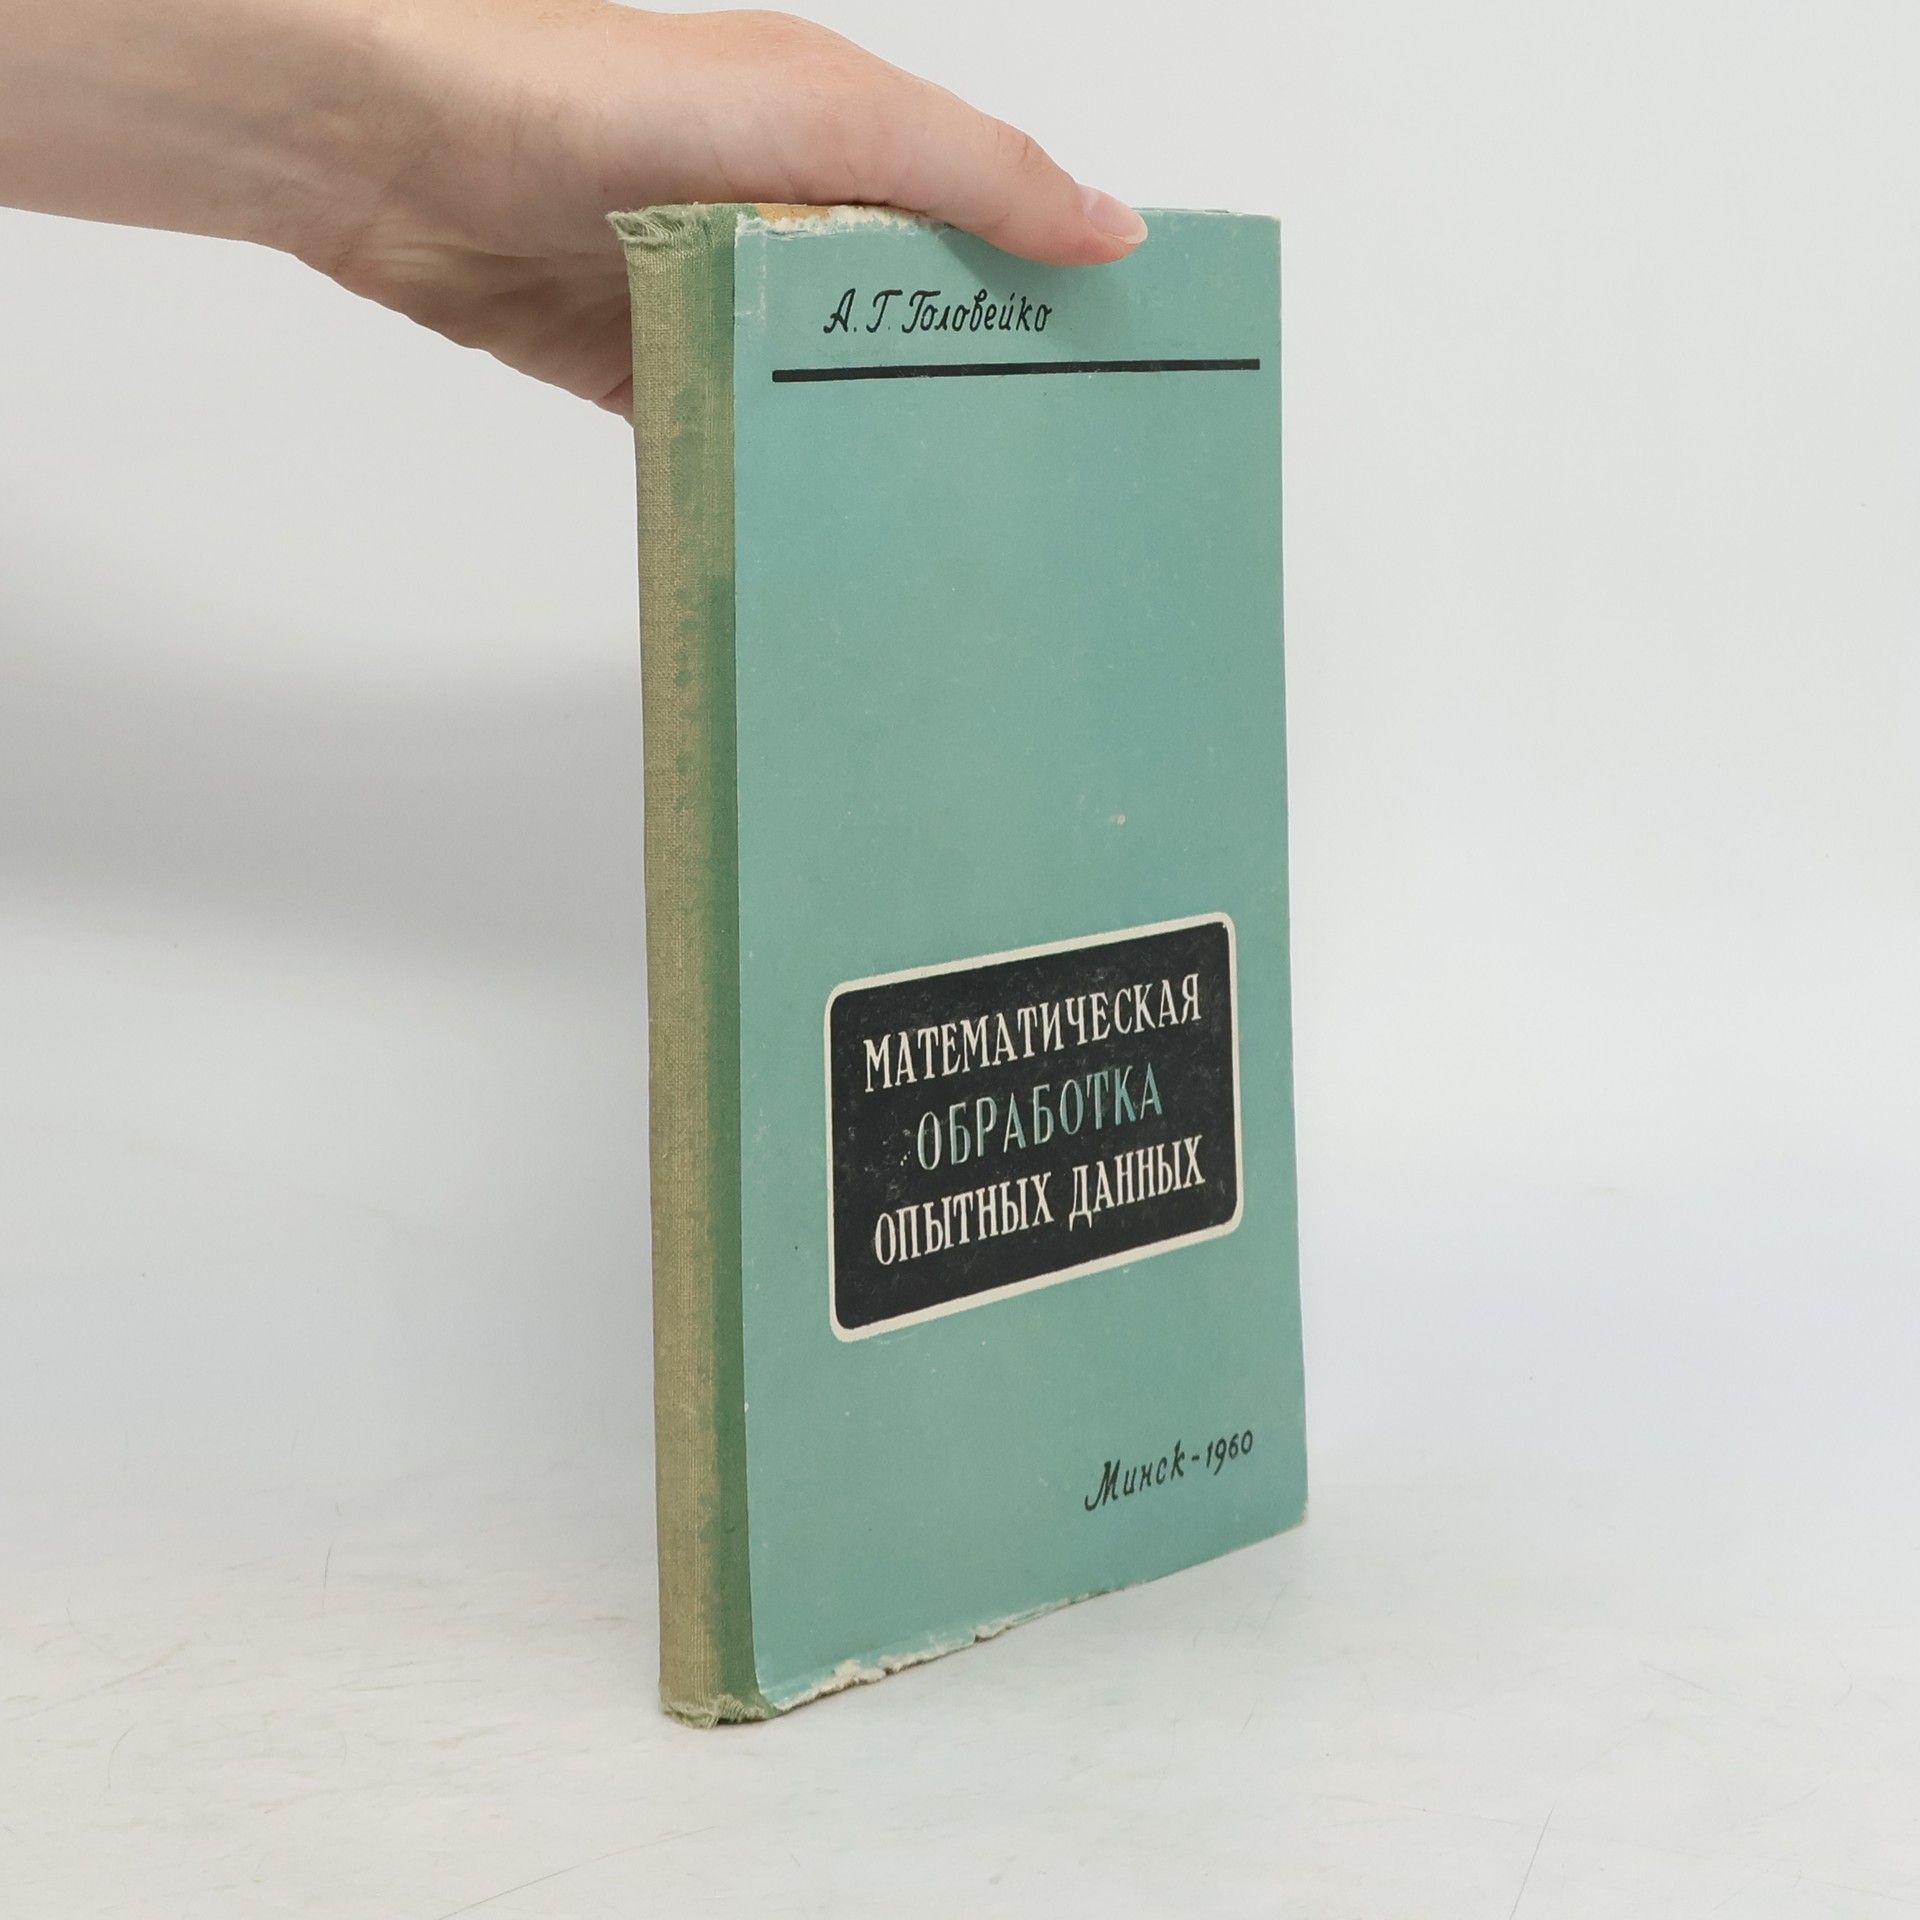 А. Г. Головейко
МАТЕМАТИЧЕСКАЯ
ОБРАБОТКА
ОПЫТНЫХ ДАННЫХ
Минск-1960